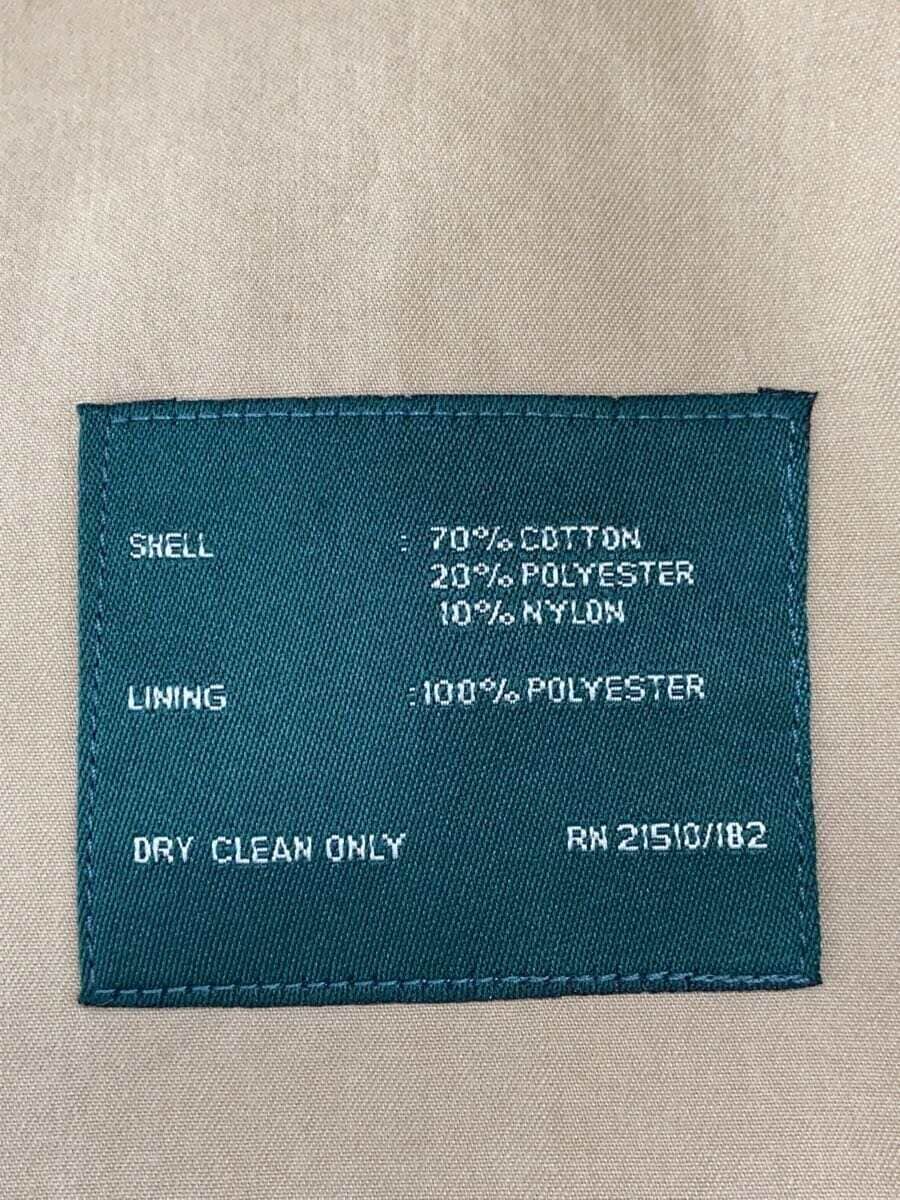 SHELL : 70% COTTON
20% POLYESTER
10% NYLON
LINING :100% POLYESTER
DRY CLEAN ONLY RN 21510/182